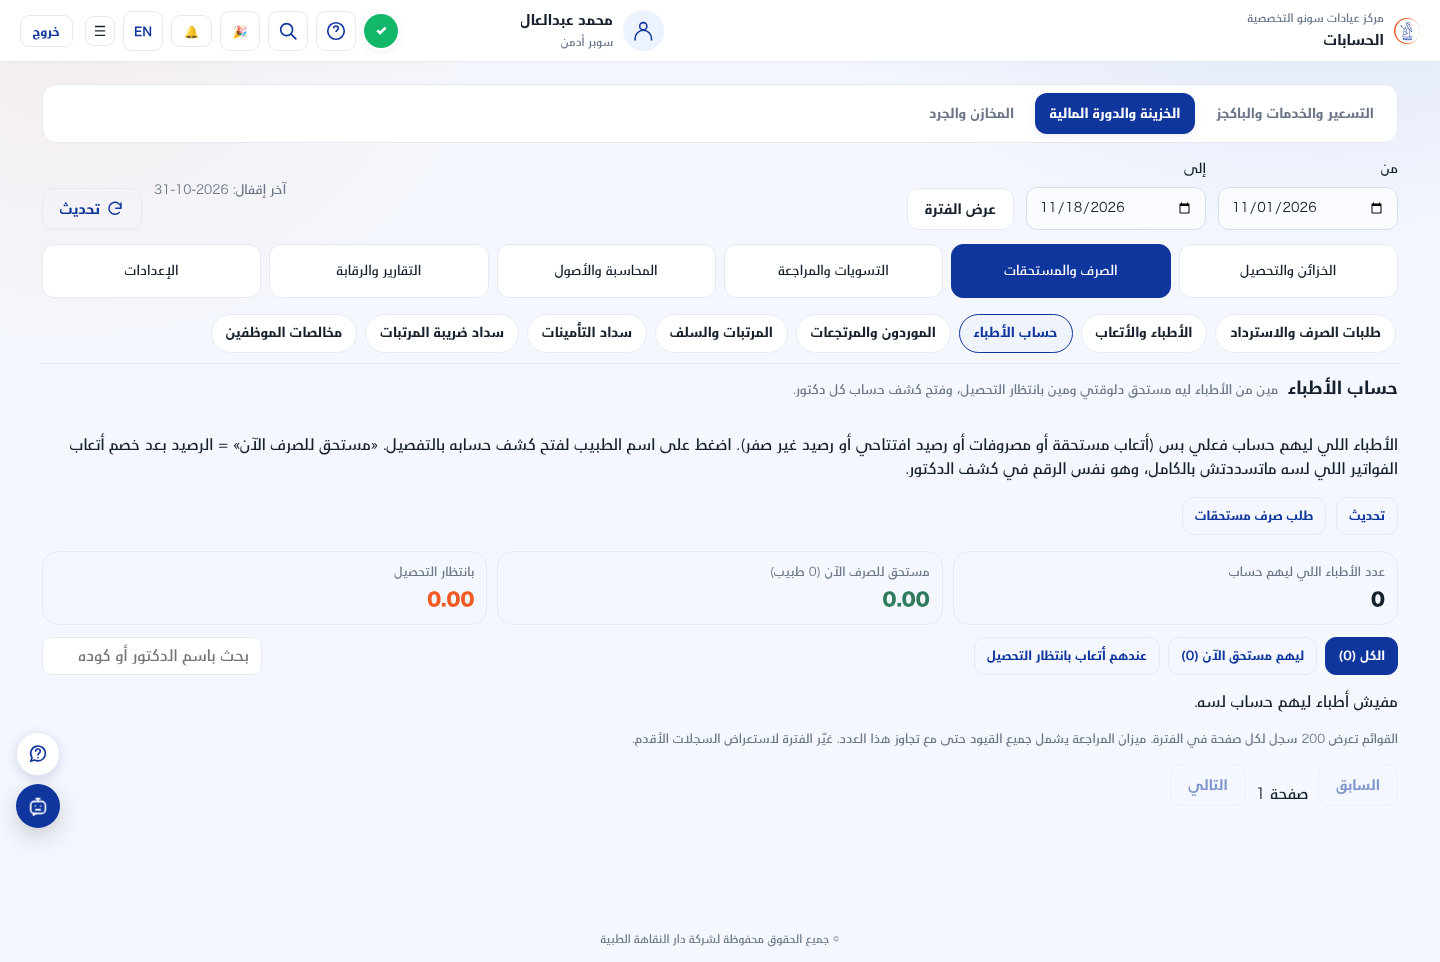 مركز عيادات سونو التخصصية
الحسابات
محمد عبدالعال
سوبر أدمن
EN
خروج
التسعير والخدمات والباكجز
الخزينة والدورة المالية
المخازن والجرد
من
إلى
11/01/2026
11/18/2026
عرض الفترة
آخر إقفال: 2026-10-31
تحديث
الخزائن والتحصيل
الصرف والمستحقات
التسويات والمراجعة
المحاسبة والأصول
التقارير والرقابة
الإعدادات
طلبات الصرف والاسترداد
الأطباء والأتعاب
حساب الأطباء
الموردون والمرتجعات
المرتبات والسلف
سداد التأمينات
سداد ضريبة المرتبات
مخالصات الموظفين
حساب الأطباء
مين من الأطباء ليه مستحق دلوقتي ومين بانتظار التحصيل، وفتح كشف حساب كل دكتور.
الأطباء اللي ليهم حساب فعلي بس (أتعاب مستحقة أو مصروفات أو رصيد افتتاحي أو رصيد غير صفر). اضغط على اسم الطبيب لفتح كشف حسابه بالتفصيل. «مستحق للصرف الآن» = الرصيد بعد خصم أتعاب
الفواتير اللي لسه ماتسددتش بالكامل، وهو نفس الرقم في كشف الدكتور.
تحديث
طلب صرف مستحقات
عدد الأطباء اللي ليهم حساب
0
مستحق للصرف الآن (0 طبيب)
0.00
بانتظار التحصيل
0.00
الكل (0)
ليهم مستحق الآن (0)
عندهم أتعاب بانتظار التحصيل
بحث باسم الدكتور أو كوده
مفيش أطباء ليهم حساب لسه.
القوائم تعرض 200 سجل لكل صفحة في الفترة. ميزان المراجعة يشمل جميع القيود حتى مع تجاوز هذا العدد. غيّر الفترة لاستعراض السجلات الأقدم.
السابق
صفحة 1
التالي
© جميع الحقوق محفوظة لشركة دار النقاهة الطبية